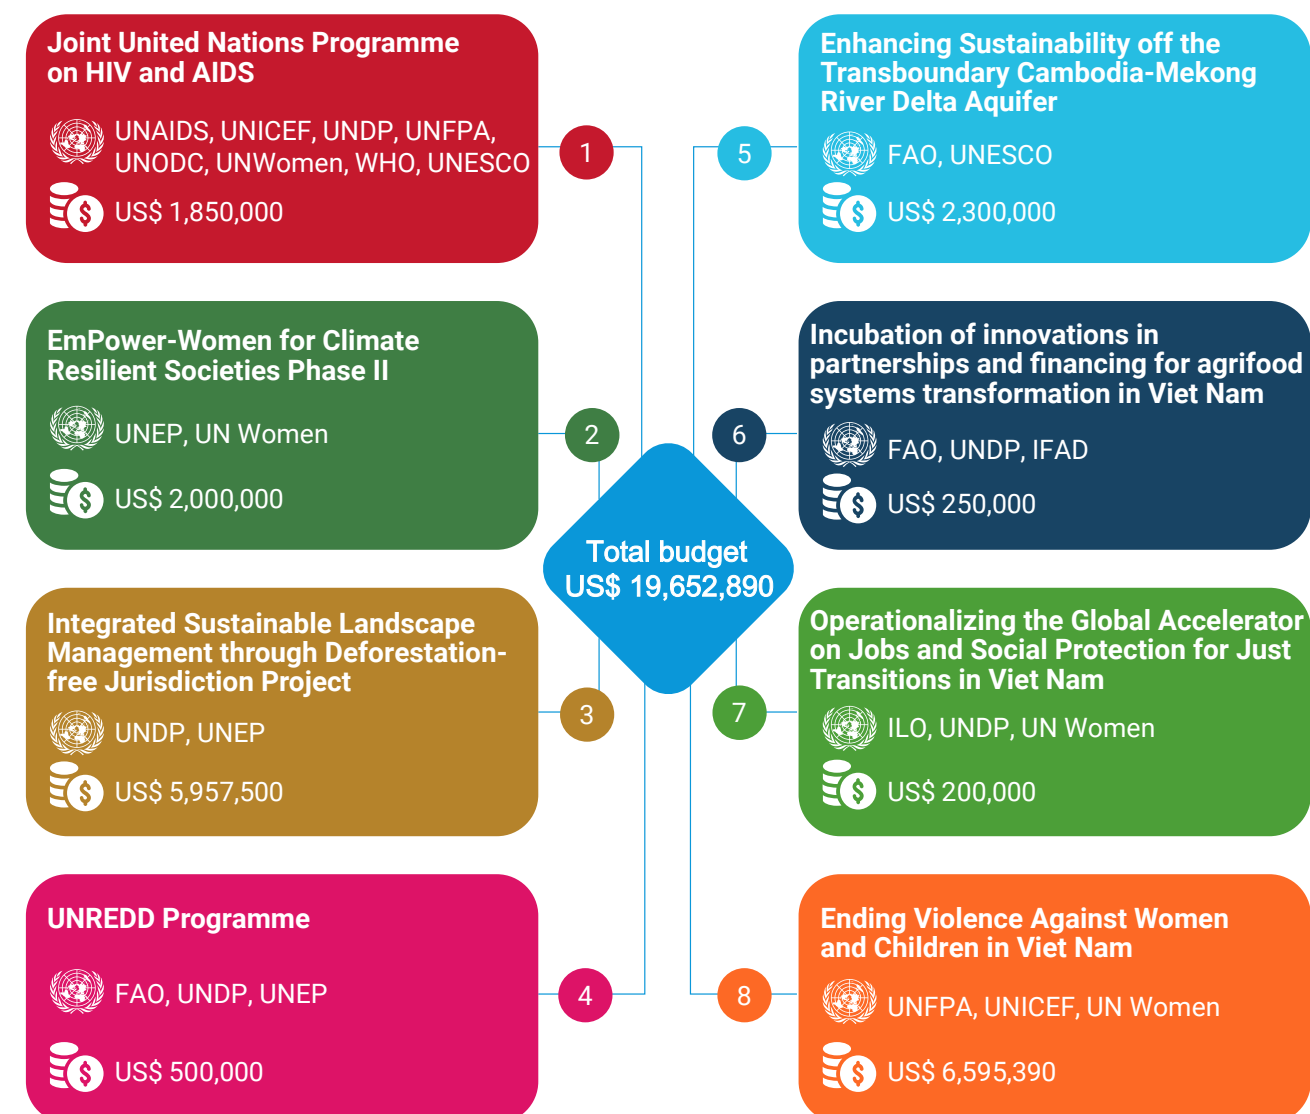 Joint United Nations Programme
on HIV and AIDS
UNAIDS, UNICEF, UNDP, UNFPA,
UNODC, UNWomen, WHO, UNESCO
US$ 1,850,000
1
EmPower-Women for Climate
Resilient Societies Phase II
UNEP, UN Women
US$ 2,000,000
2
Integrated Sustainable Landscape
Management through Deforestation-
free Jurisdiction Project
UNDP, UNEP
US$ 5,957,500
3
UNREDD Programme
FAO, UNDP, UNEP
US$ 500,000
4
Total budget
US$ 19,652,890
5
Enhancing Sustainability off the
Transboundary Cambodia-Mekong
River Delta Aquifer
FAO, UNESCO
US$ 2,300,000
6
Incubation of innovations in
partnerships and financing for agrifood
systems transformation in Viet Nam
FAO, UNDP, IFAD
US$ 250,000
7
Operationalizing the Global Accelerator
on Jobs and Social Protection for Just
Transitions in Viet Nam
ILO, UNDP, UN Women
US$ 200,000
8
Ending Violence Against Women
and Children in Viet Nam
UNFPA, UNICEF, UN Women
US$ 6,595,390